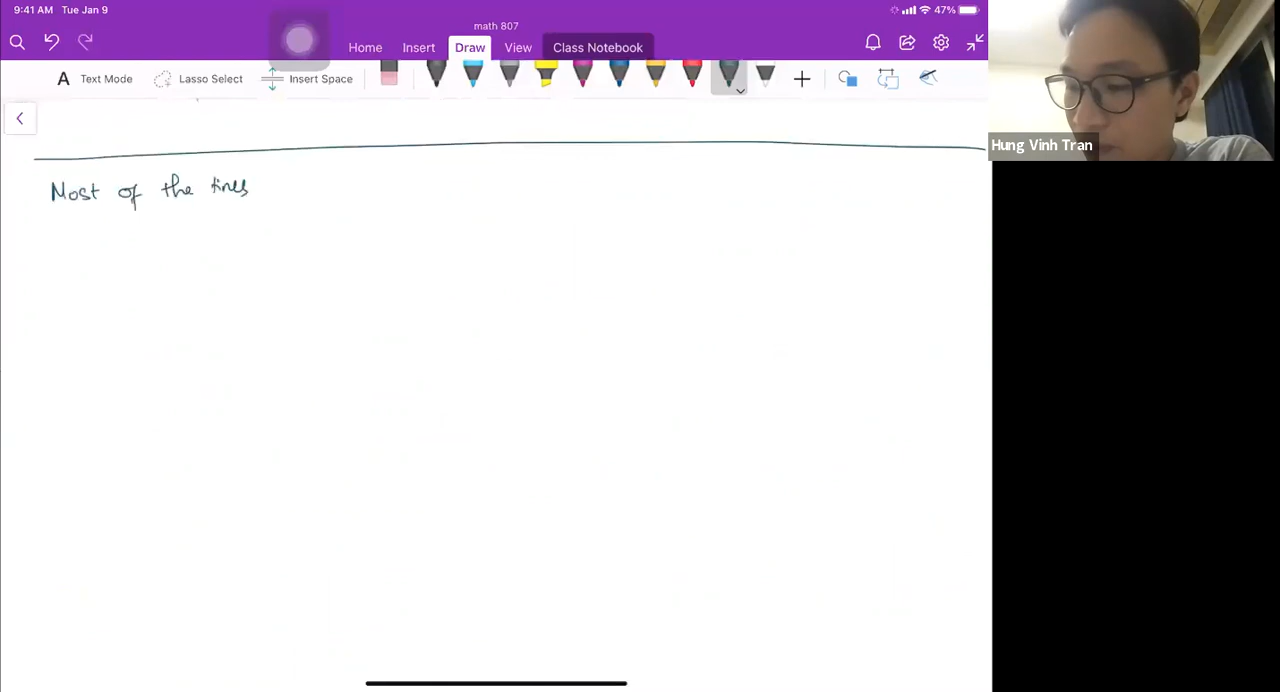 9:41 AM Tue Jan 9
47%
math 807
Home Insert Draw View Class Notebook
A Text Mode Lasso Select Insert Space
Hung Vinh Tran
Most of the times